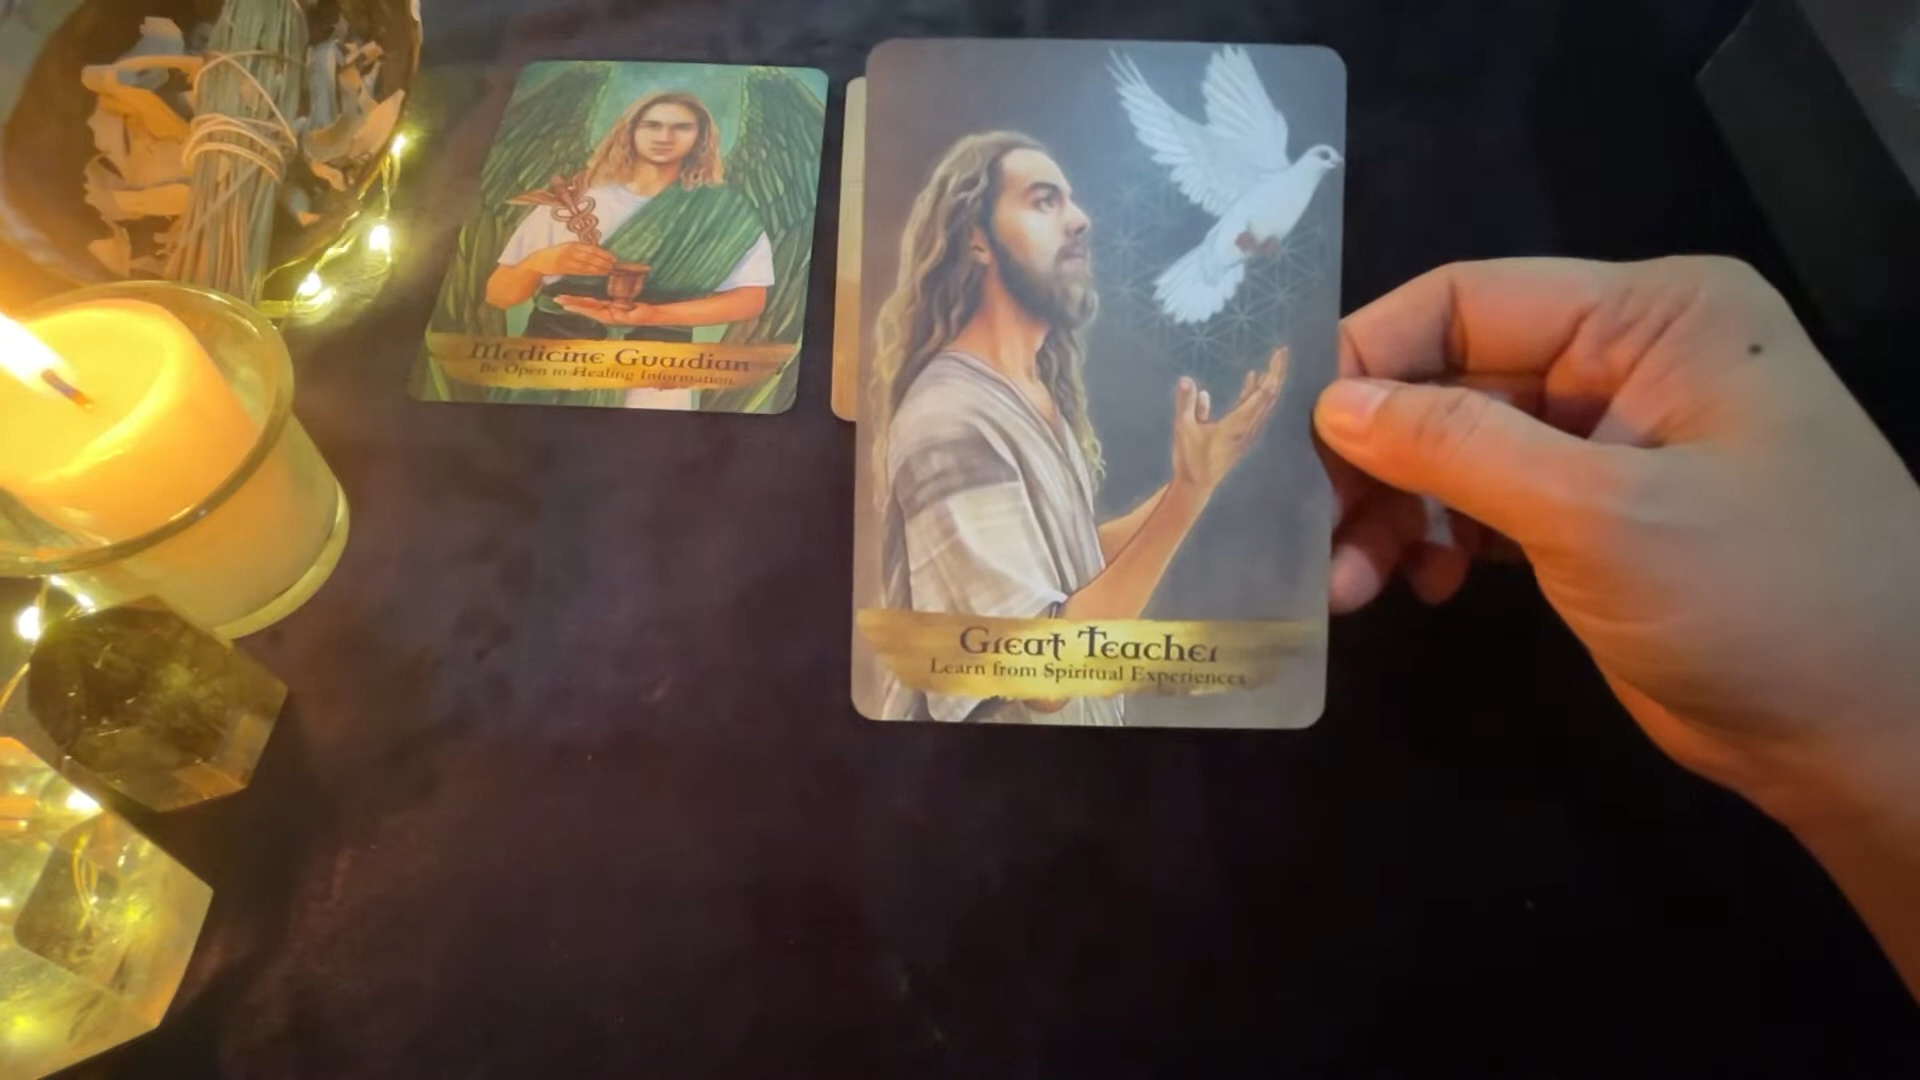 Medicine Guardian
Be Open to Healing Information
Great Teacher
Learn from Spiritual Experiences